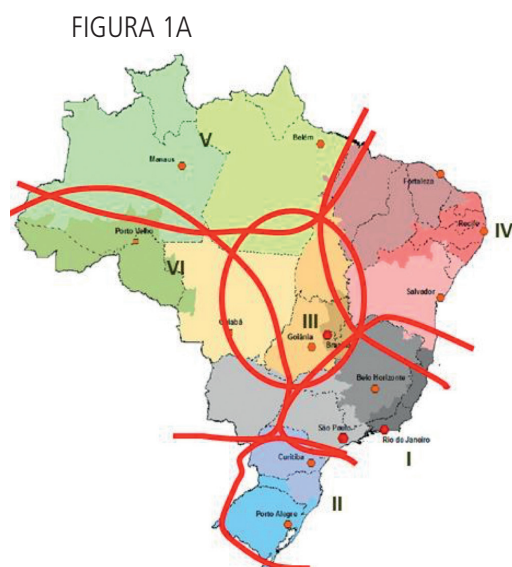 FIGURA 1A
Belém
V
Manaus
Fortaleza
Recife
IV
Porto Velho
VI
Salvador
III
Cuiabá
Goiânia
Belo Horizonte
São Paulo
Rio de Janeiro
I
Curitiba
II
Porto Alegre